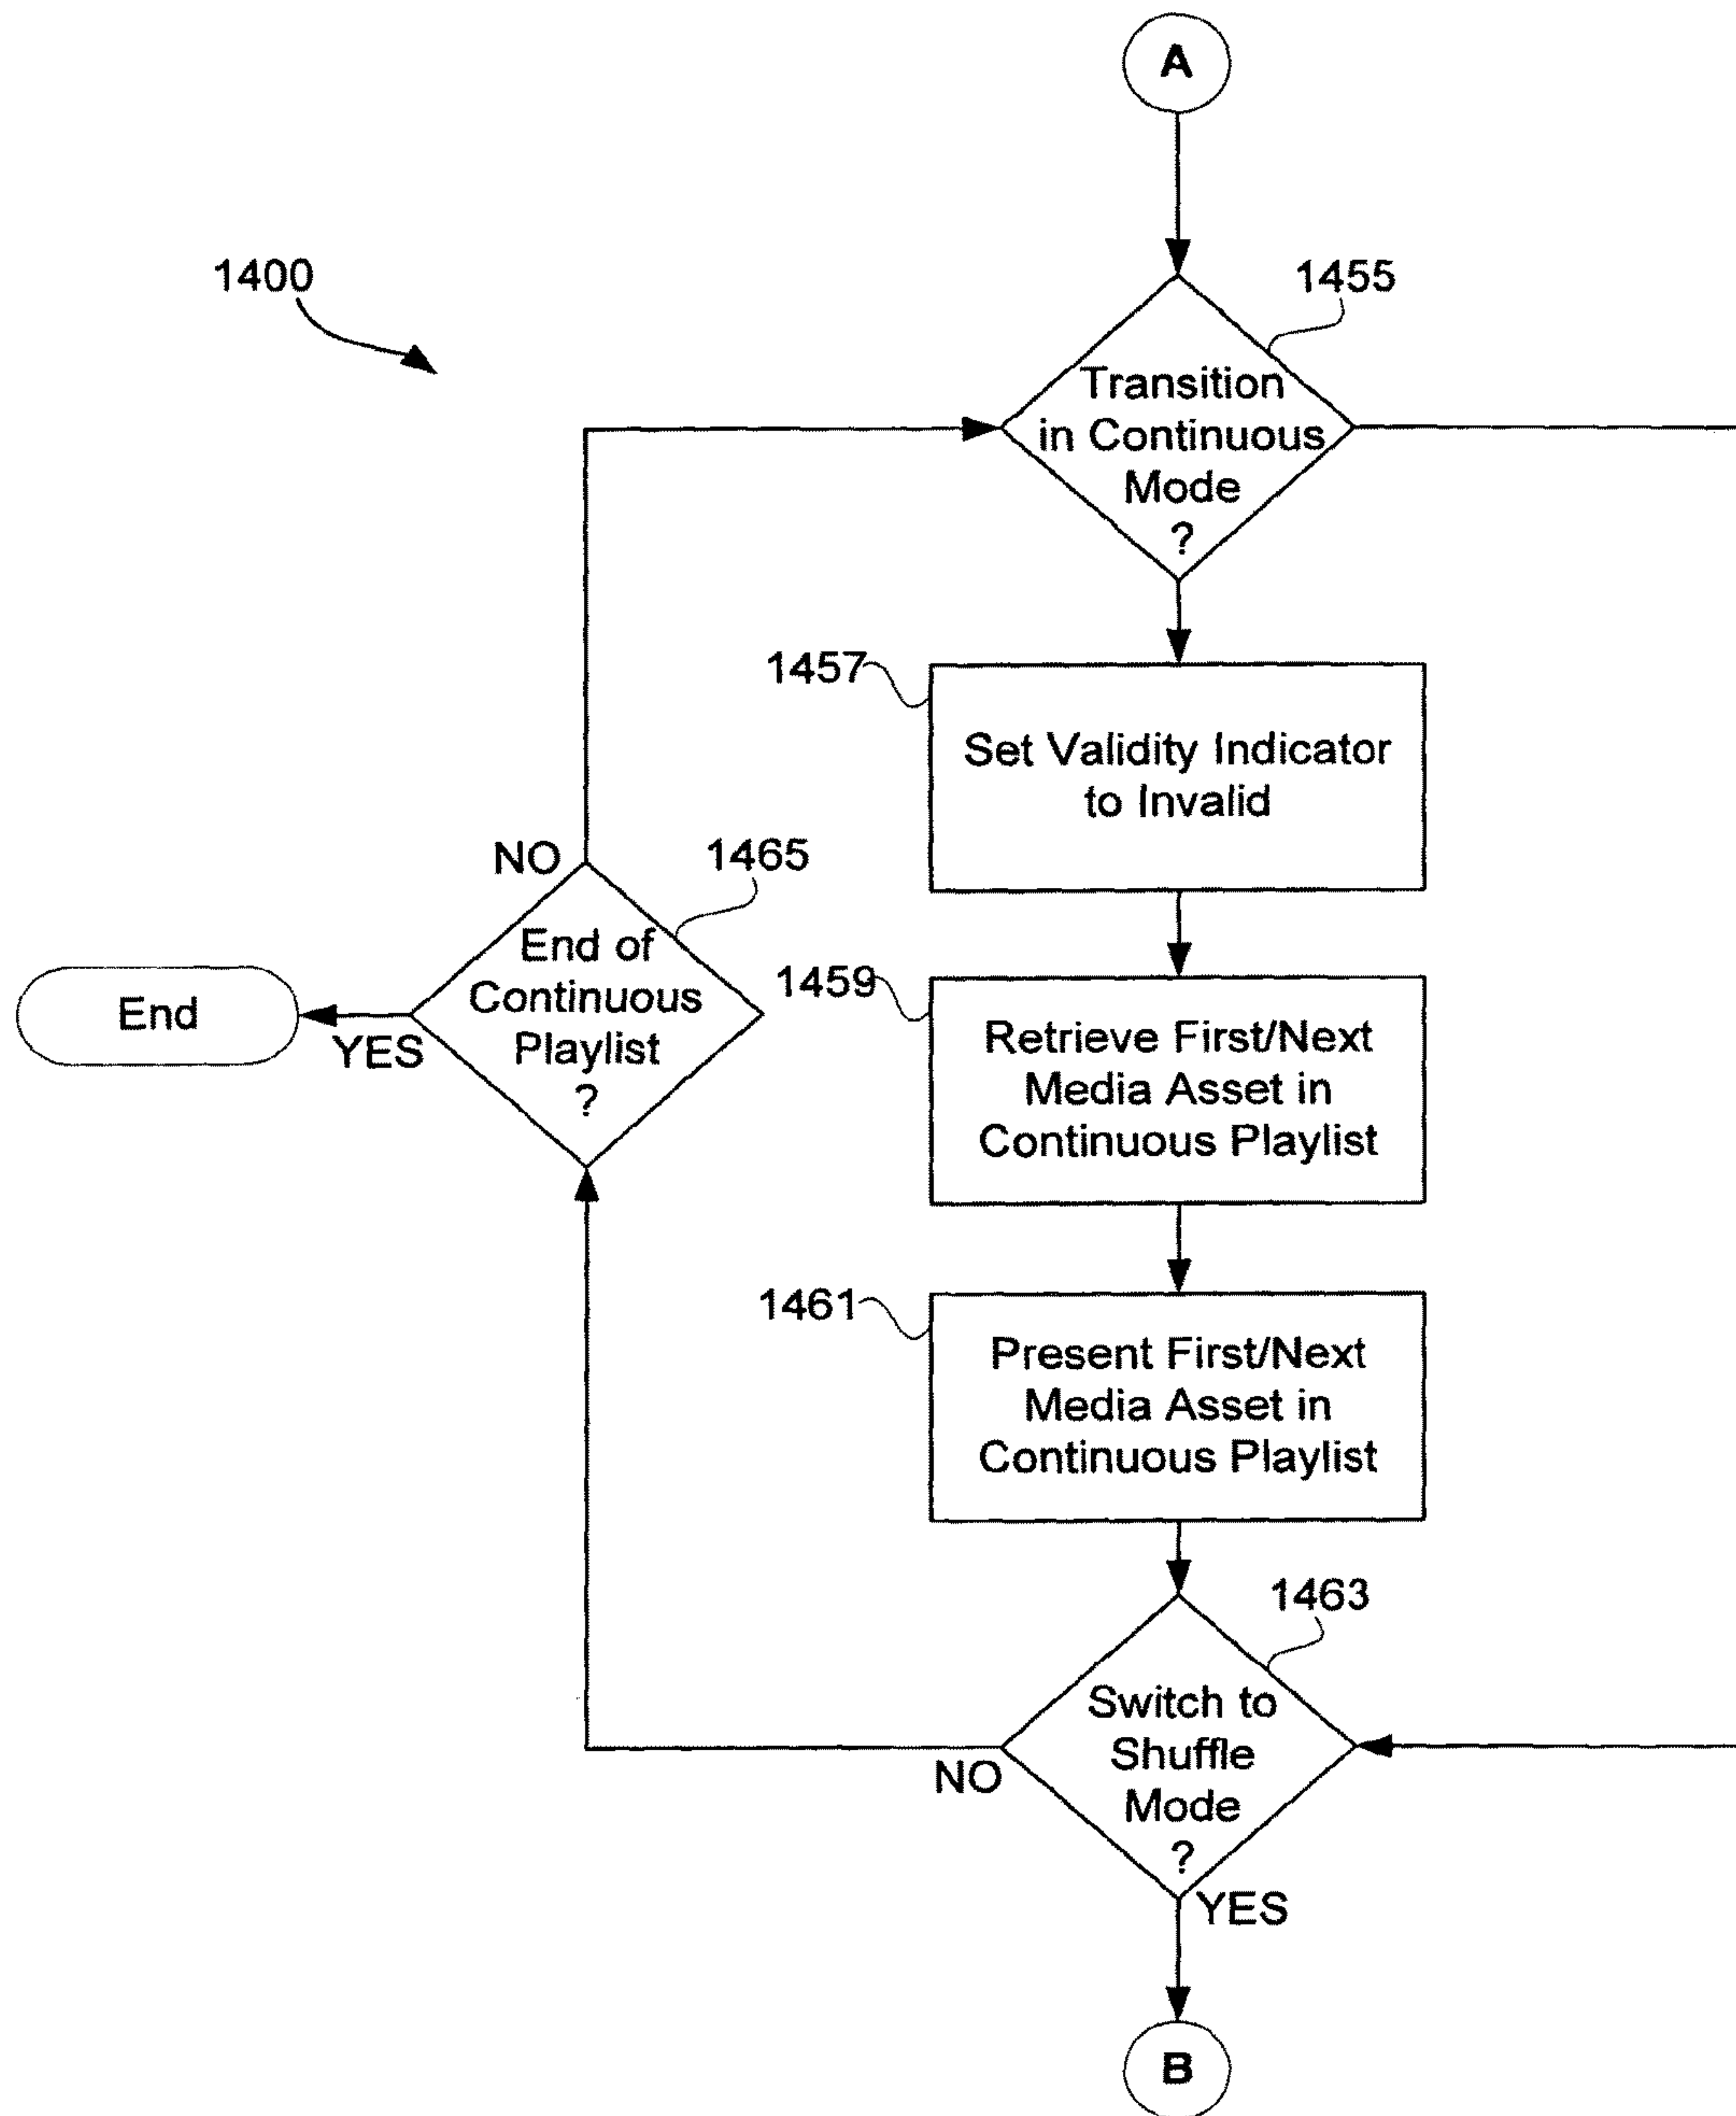 A
1400
1455
Transition
in Continuous
Mode
?
1457
Set Validity Indicator
to Invalid
NO
1465
End of
Continuous
Playlist
?
End
YES
1459
Retrieve First/Next
Media Asset in
Continuous Playlist
1461
Present First/Next
Media Asset in
Continuous Playlist
1463
Switch to
Shuffle
Mode
?
NO
YES
B